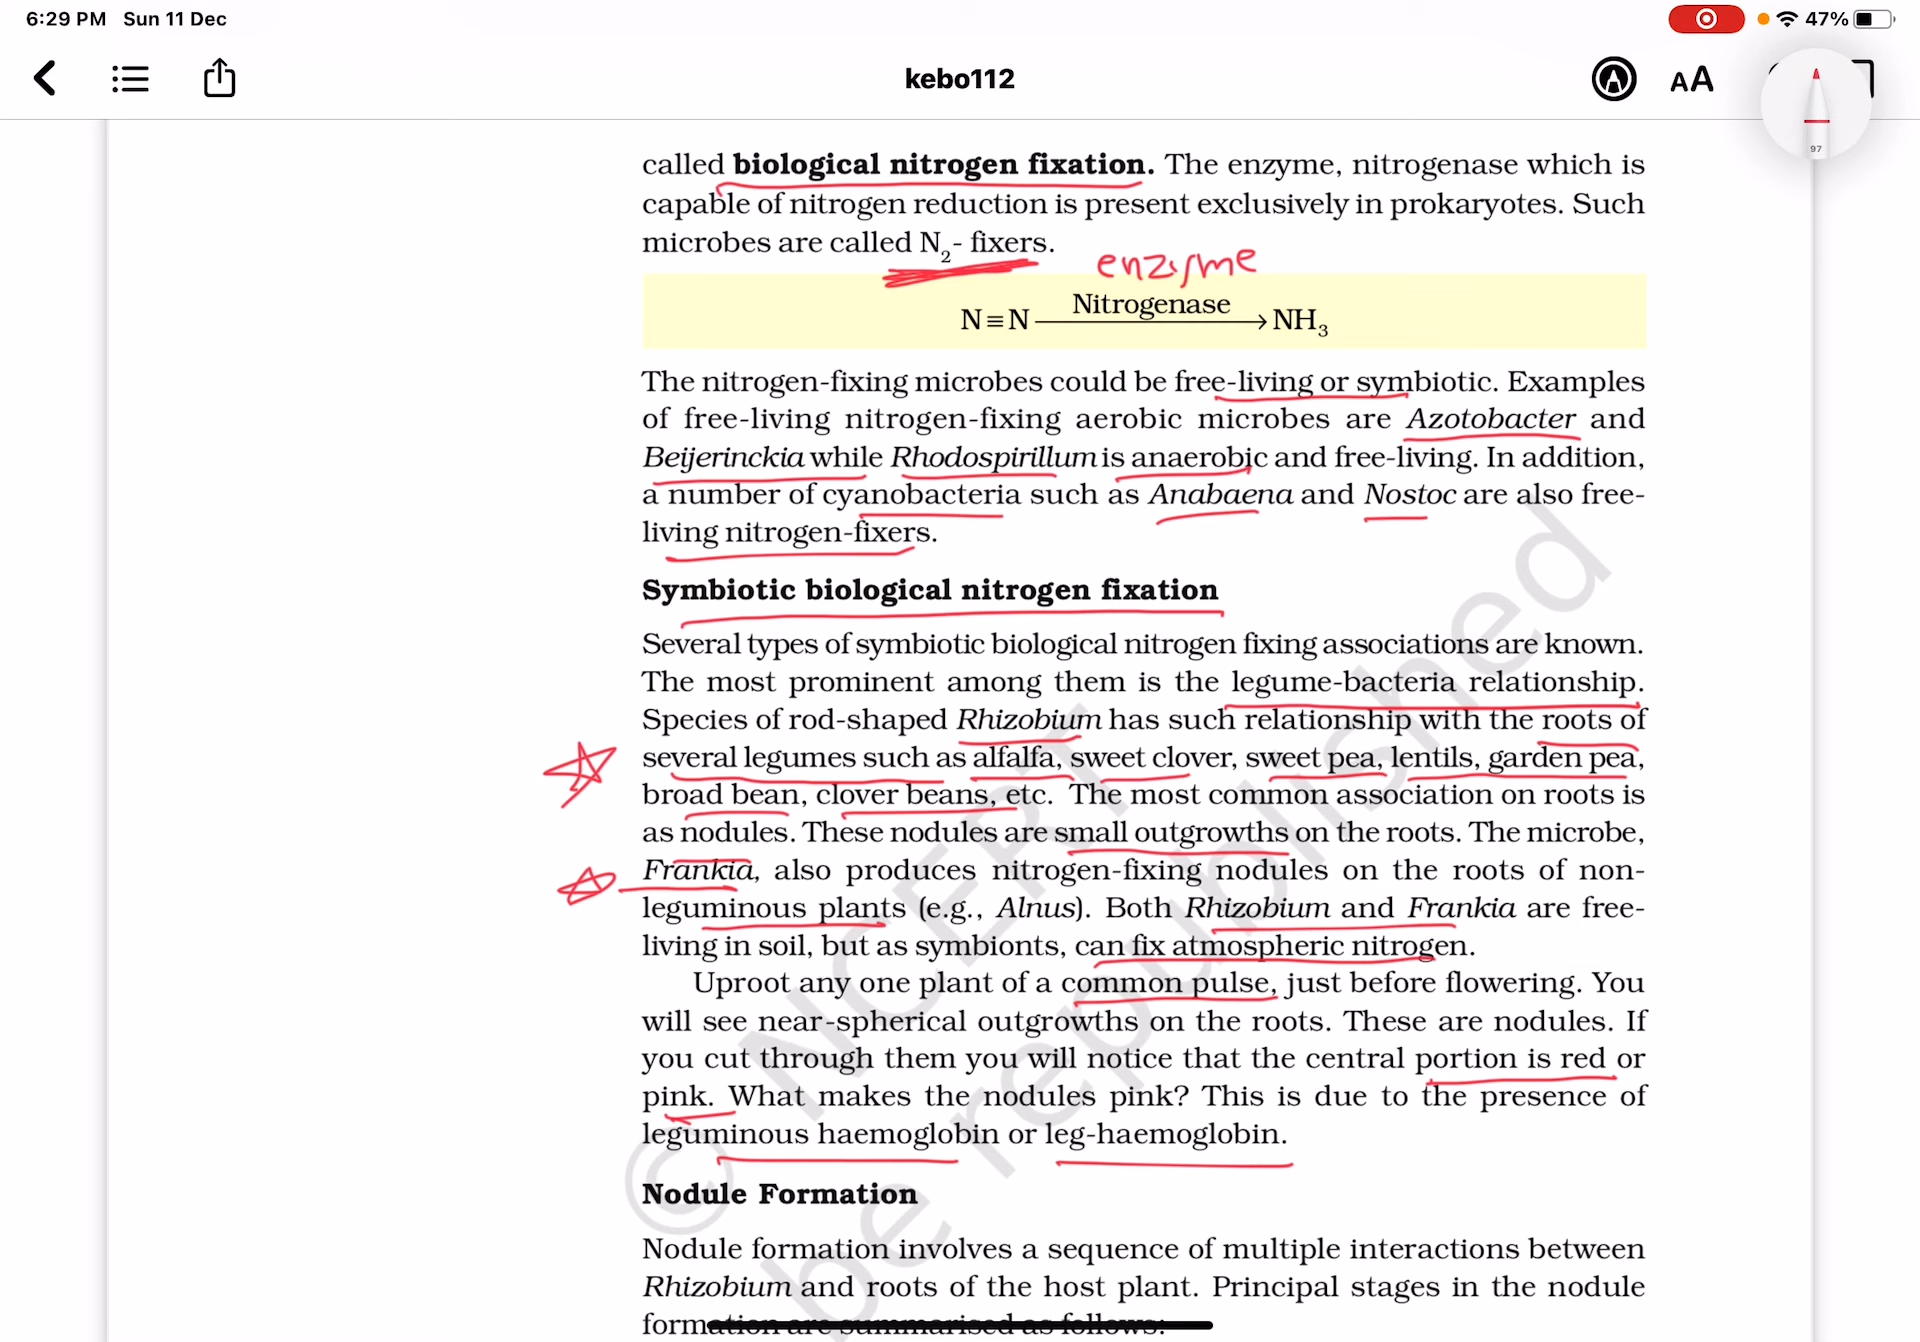 6:29 PM Sun 11 Dec
47%
kebo112
AA
97
called biological nitrogen fixation. The enzyme, nitrogenase which is
capable of nitrogen reduction is present exclusively in prokaryotes. Such
microbes are called N₂- fixers.
enzyme
Nitrogenase
N≡N → NH₃
The nitrogen-fixing microbes could be free-living or symbiotic. Examples
of free-living nitrogen-fixing aerobic microbes are Azotobacter and
Beijerinckia while Rhodospirillum is anaerobic and free-living. In addition,
a number of cyanobacteria such as Anabaena and Nostoc are also free-
living nitrogen-fixers.
Symbiotic biological nitrogen fixation
Several types of symbiotic biological nitrogen fixing associations are known.
The most prominent among them is the legume-bacteria relationship.
Species of rod-shaped Rhizobium has such relationship with the roots of
several legumes such as alfalfa, sweet clover, sweet pea, lentils, garden pea,
broad bean, clover beans, etc. The most common association on roots is
as nodules. These nodules are small outgrowths on the roots. The microbe,
Frankia, also produces nitrogen-fixing nodules on the roots of non-
leguminous plants (e.g., Alnus). Both Rhizobium and Frankia are free-
living in soil, but as symbionts, can fix atmospheric nitrogen.
Uproot any one plant of a common pulse, just before flowering. You
will see near-spherical outgrowths on the roots. These are nodules. If
you cut through them you will notice that the central portion is red or
pink. What makes the nodules pink? This is due to the presence of
leguminous haemoglobin or leg-haemoglobin.
Nodule Formation
Nodule formation involves a sequence of multiple interactions between
Rhizobium and roots of the host plant. Principal stages in the nodule
formation are summarised as follows:
© NCERT
be republished